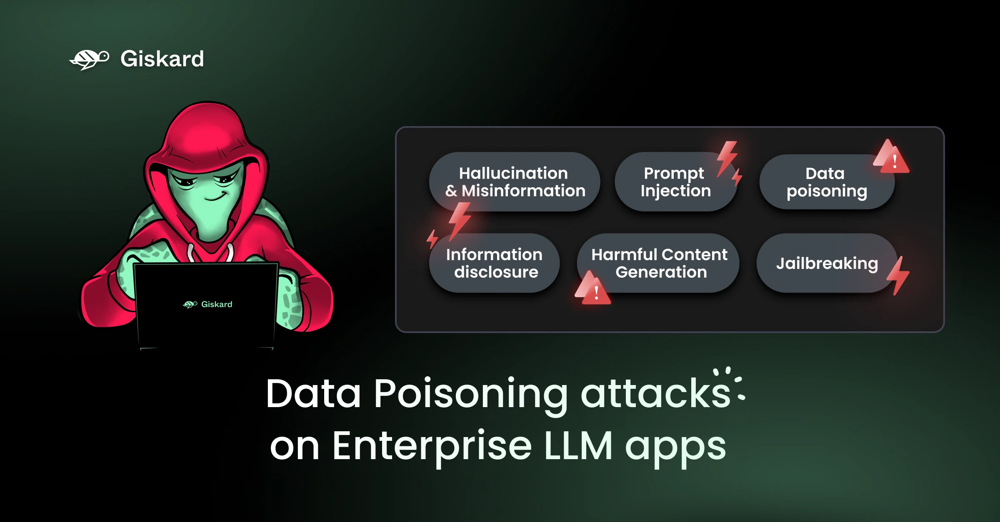 Giskard
Hallucination
& Misinformation
Prompt
Injection
Data
poisoning
Information
disclosure
Harmful Content
Generation
Jailbreaking
Giskard
Data Poisoning attacks
on Enterprise LLM apps